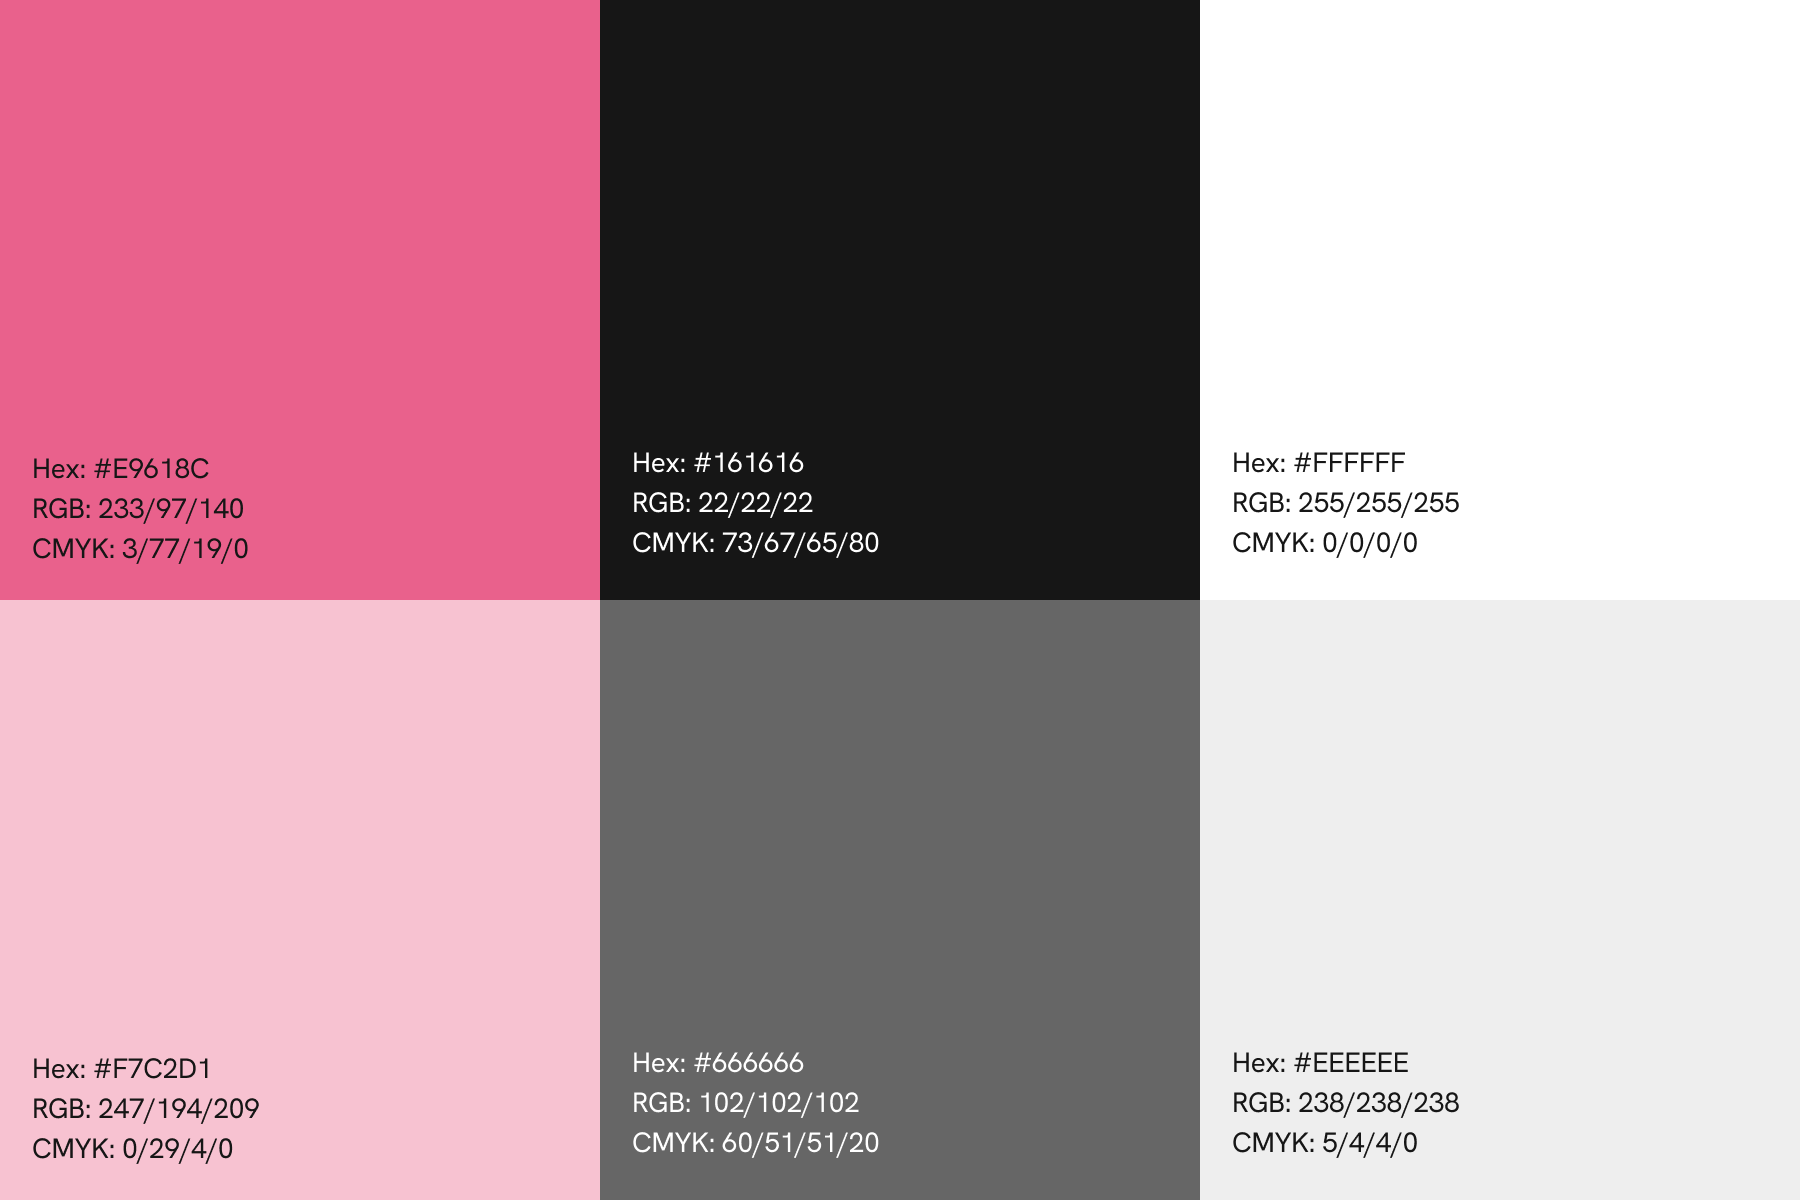 Hex: #E9618C
RGB: 233/97/140
CMYK: 3/77/19/0
Hex: #161616
RGB: 22/22/22
CMYK: 73/67/65/80
Hex: #FFFFFF
RGB: 255/255/255
CMYK: 0/0/0/0
Hex: #F7C2D1
RGB: 247/194/209
CMYK: 0/29/4/0
Hex: #666666
RGB: 102/102/102
CMYK: 60/51/51/20
Hex: #EEEEEE
RGB: 238/238/238
CMYK: 5/4/4/0